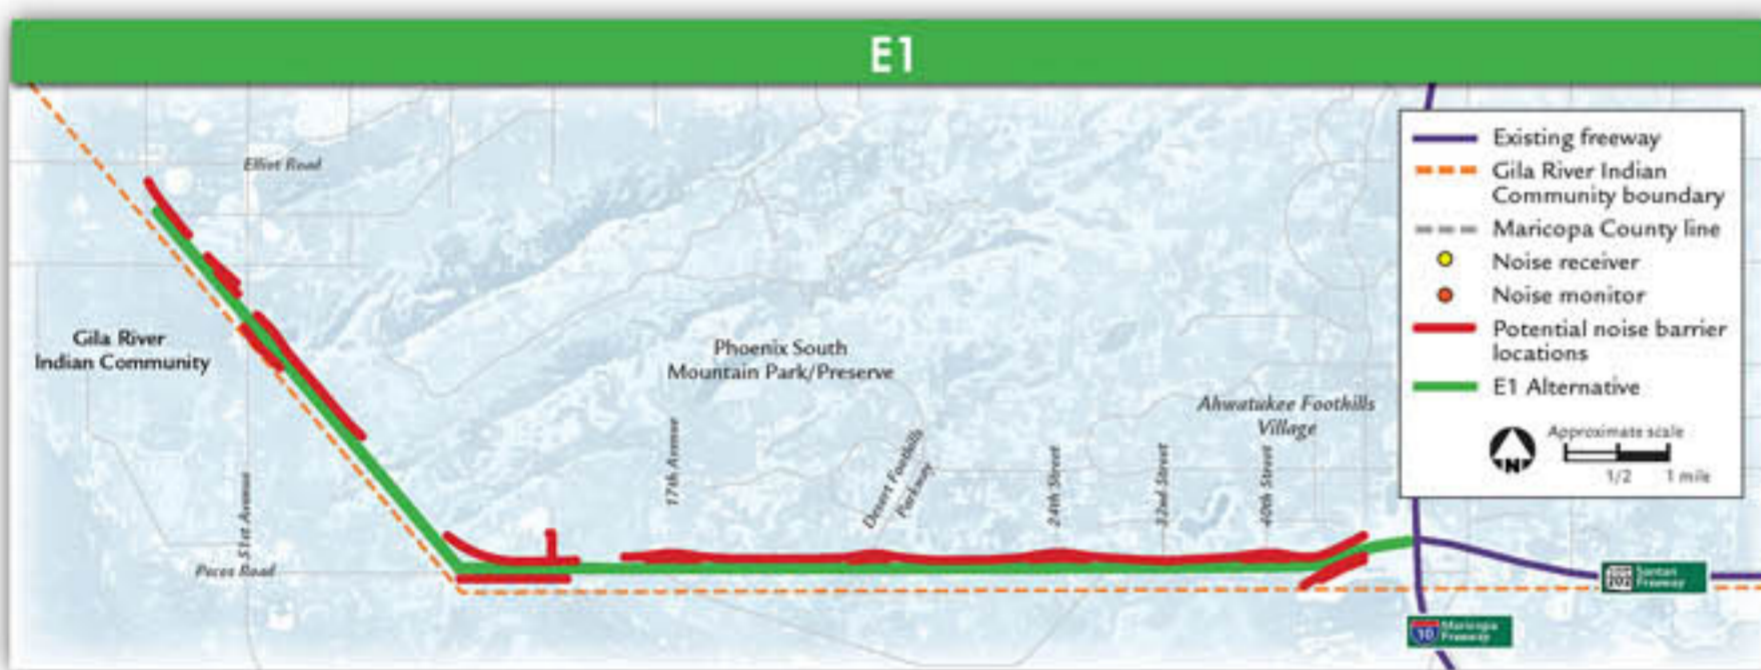 E1
Elliot Road
Gila River
Indian Community
51st Avenue
Pecos Road
Phoenix South
Mountain Park/Preserve
17th Avenue
Desert Foothills
Parkway
24th Street
32nd Street
40th Street
Ahwatukee Foothills
Village
Existing freeway
Gila River Indian
Community boundary
Maricopa County line
Noise receiver
Noise monitor
Potential noise barrier
locations
E1 Alternative
Approximate scale
N
1/2 1 mile
202
Santan
Freeway
10
Maricopa
Freeway